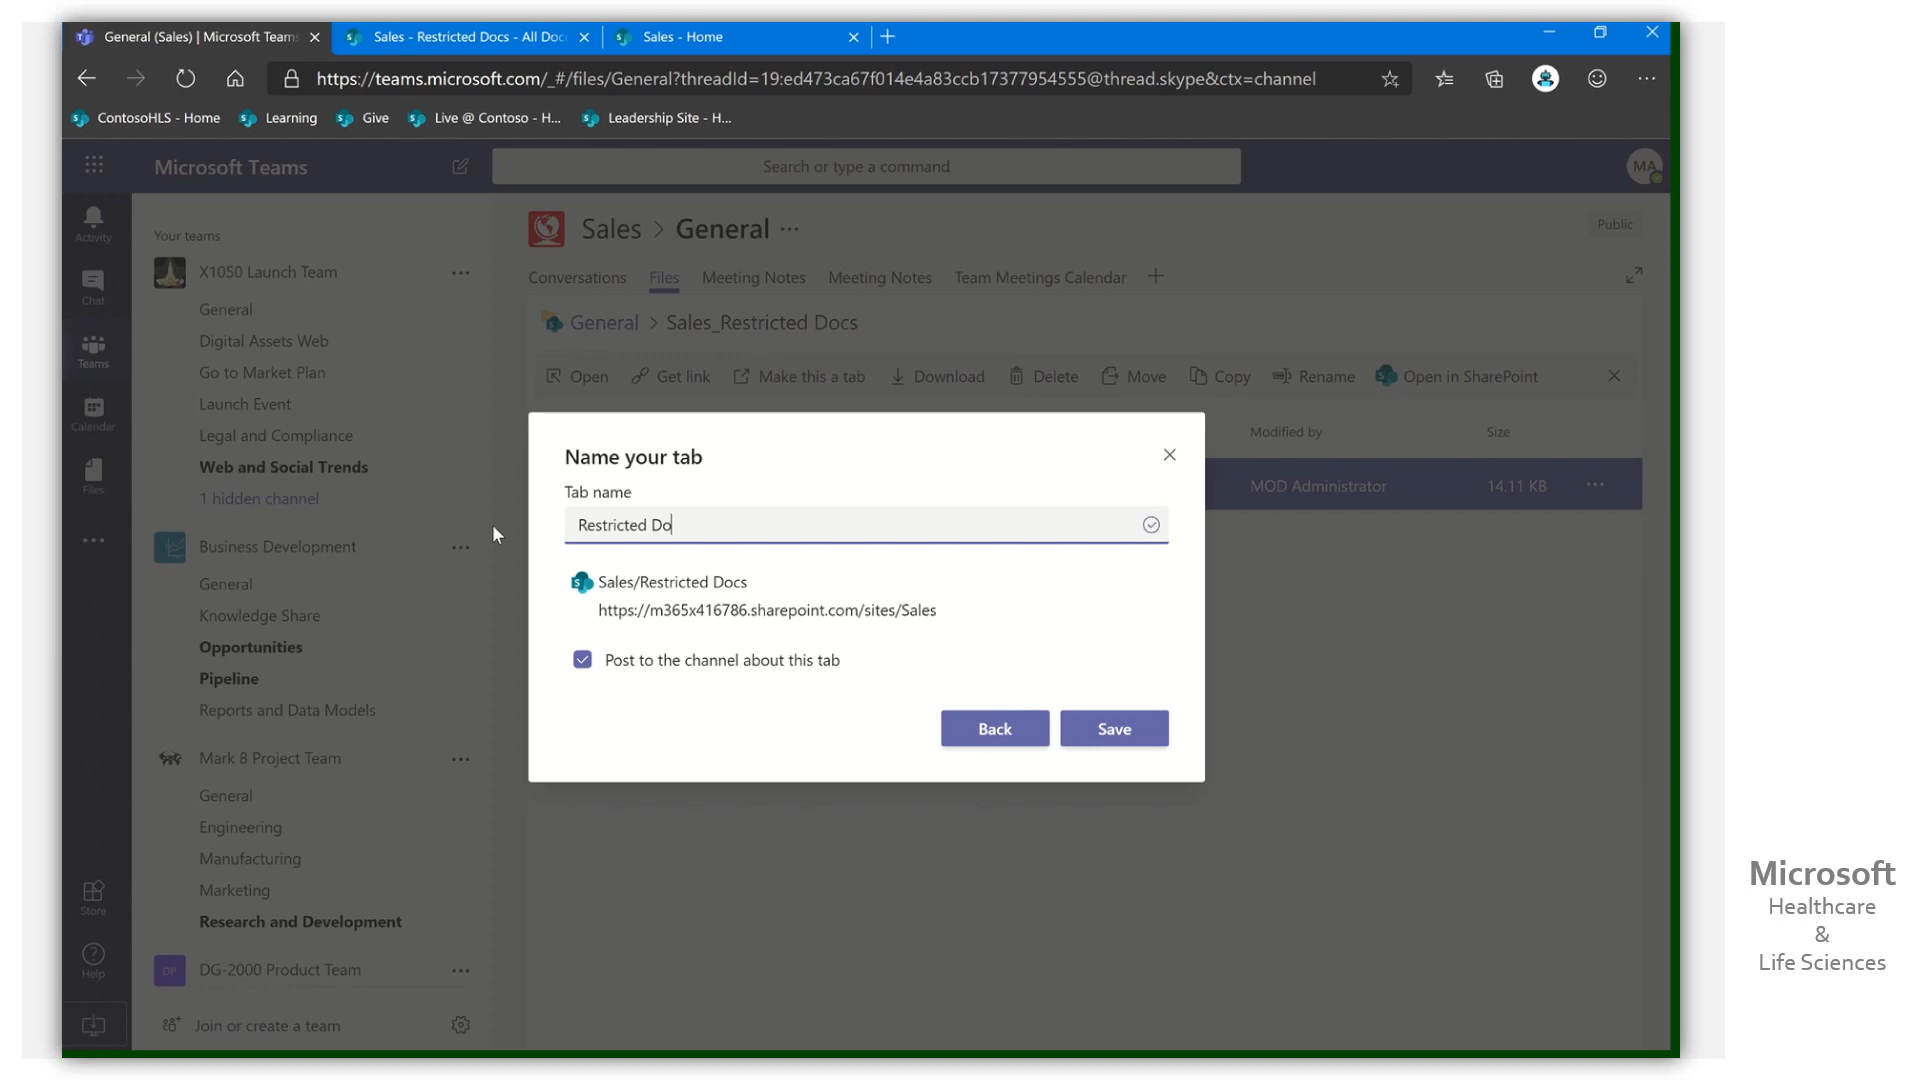 General (Sales) | Microsoft Teams
Sales - Restricted Docs - All Doc
Sales - Home
https://teams.microsoft.com/_#/files/General?threadId=19:ed473ca67f014e4a83ccb17377954555@thread.skype&ctx=channel
ContosoHLS - Home
Learning
Give
Live @ Contoso - H...
Leadership Site - H...
Microsoft Teams
Search or type a command
MA
Activity
Chat
Teams
Calendar
Files
Store
Help
Your teams
X1050 Launch Team
General
Digital Assets Web
Go to Market Plan
Launch Event
Legal and Compliance
Web and Social Trends
1 hidden channel
Business Development
General
Knowledge Share
Opportunities
Pipeline
Reports and Data Models
Mark 8 Project Team
General
Engineering
Manufacturing
Marketing
Research and Development
DP
DG-2000 Product Team
Join or create a team
Sales > General ...
Public
Conversations
Files
Meeting Notes
Meeting Notes
Team Meetings Calendar
General > Sales_Restricted Docs
Open
Get link
Make this a tab
Download
Delete
Move
Copy
Rename
Open in SharePoint
Modified by
Size
MOD Administrator
14.11 KB
Name your tab
Tab name
Restricted Do
Sales/Restricted Docs
https://m365x416786.sharepoint.com/sites/Sales
Post to the channel about this tab
Back
Save
Microsoft
Healthcare
&
Life Sciences